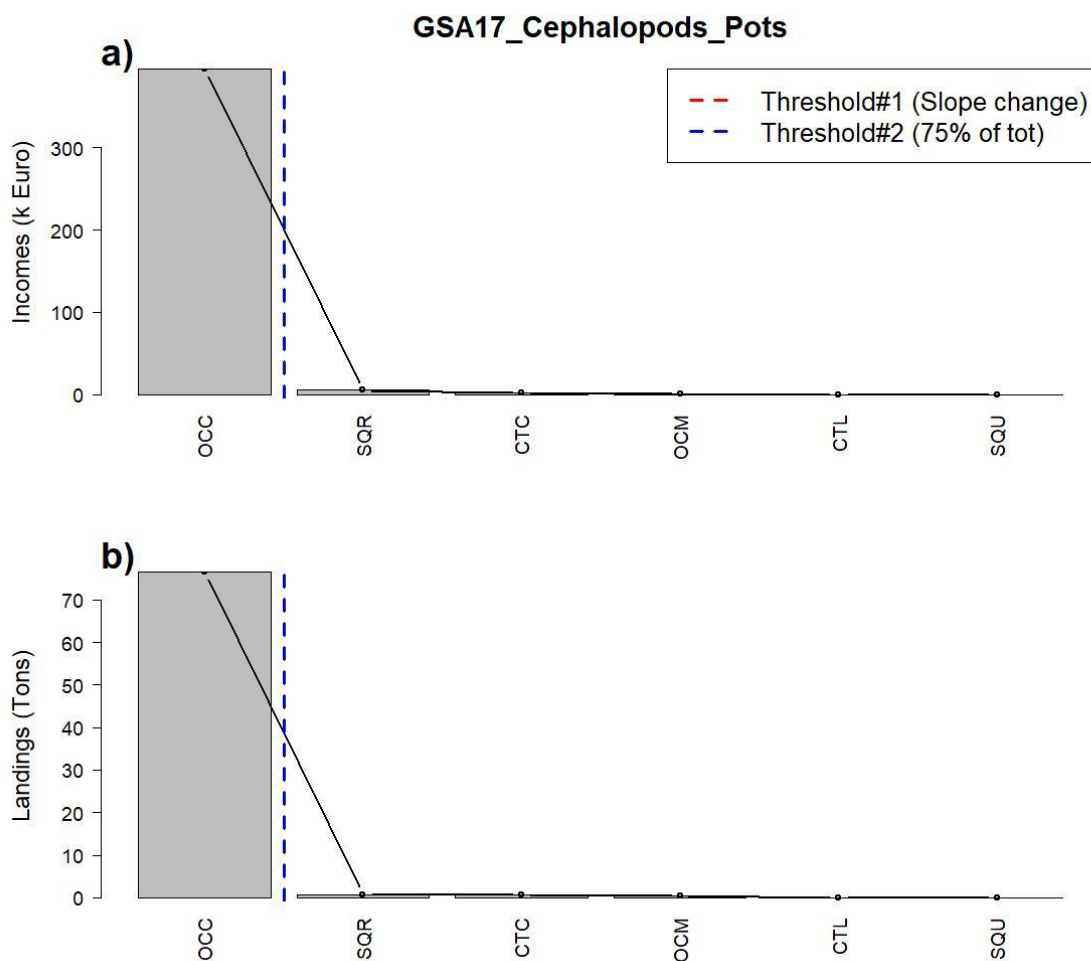 GSA17_Cephalopods_Pots
a)
Threshold#1 (Slope change)
Threshold#2 (75% of tot)
Incomes (k Euro)
300
200
100
0
OCC SQR CTC OCM CTL SQU
b)
Landings (Tons)
70
60
50
40
30
20
10
0
OCC SQR CTC OCM CTL SQU